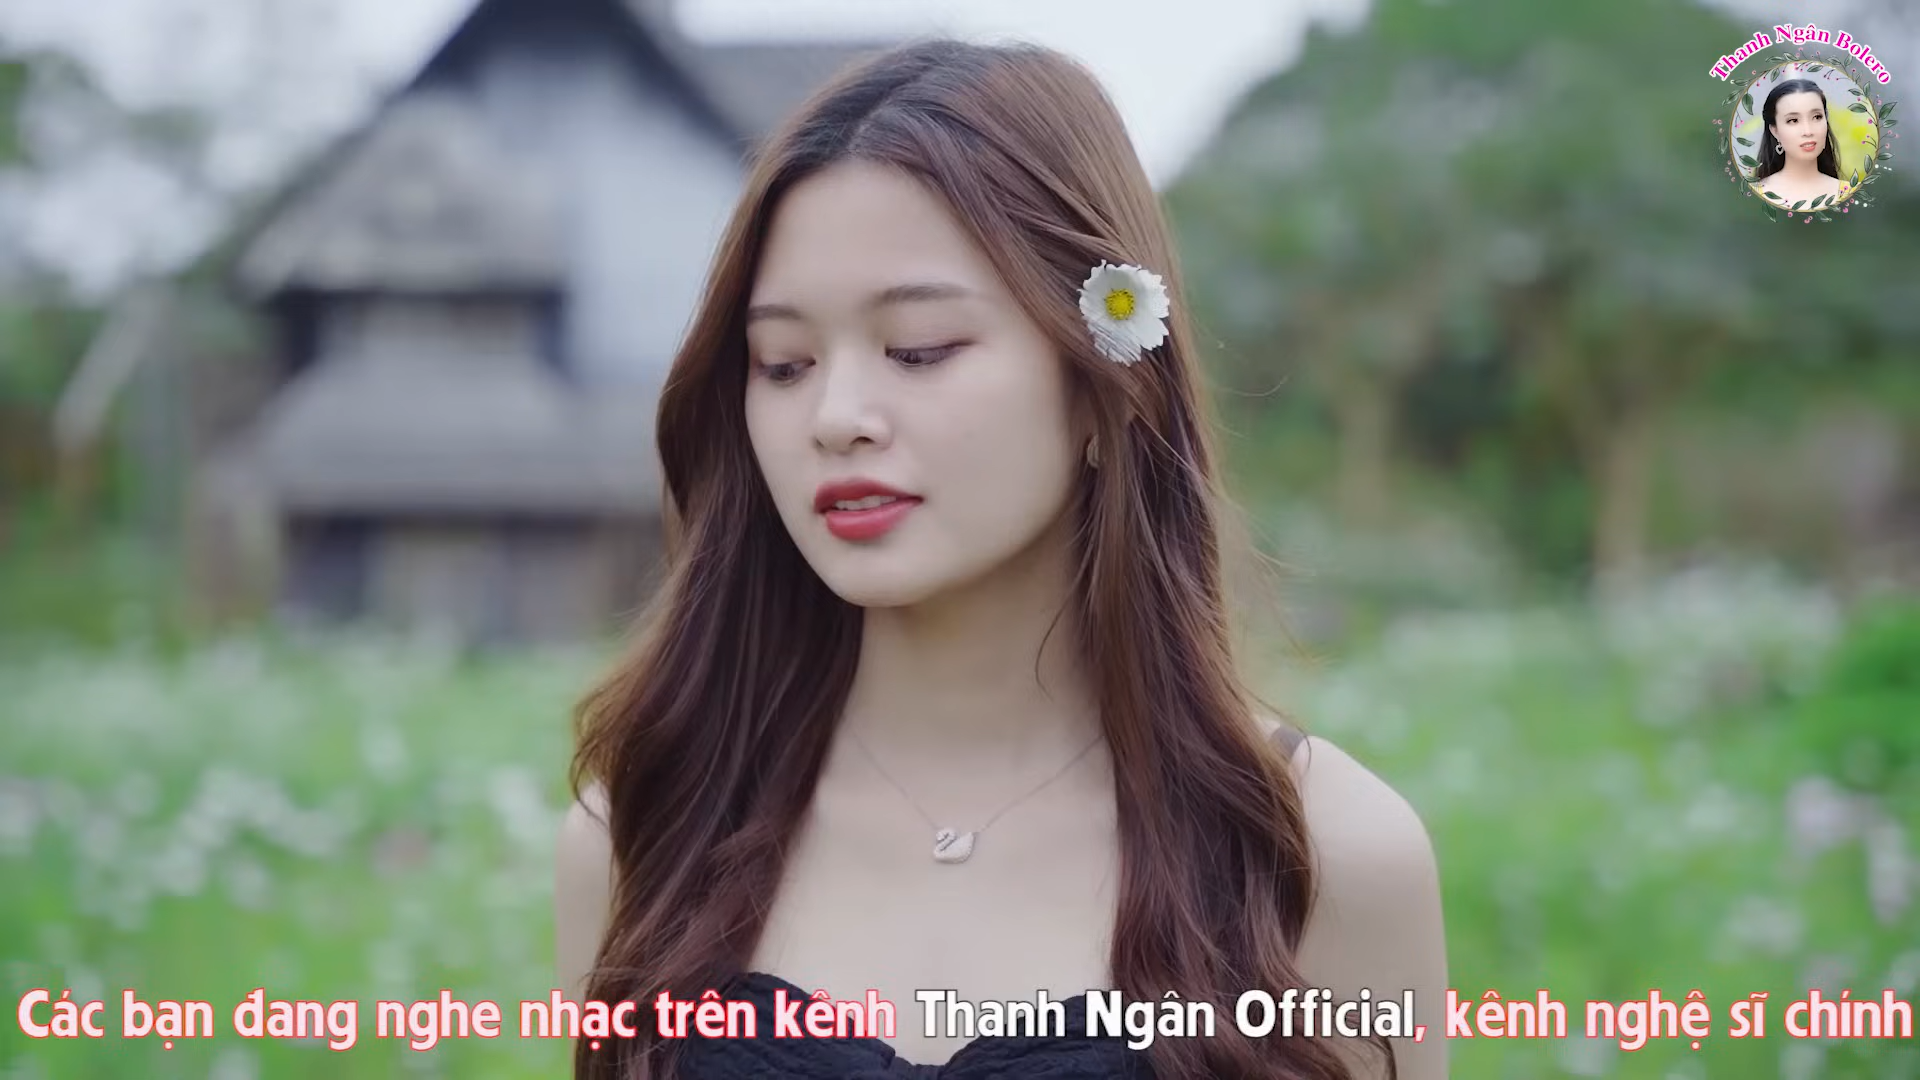 Thanh Ngân Bolero
Các bạn đang nghe nhạc trên kênh Thanh Ngân Official, kênh nghệ sĩ chính